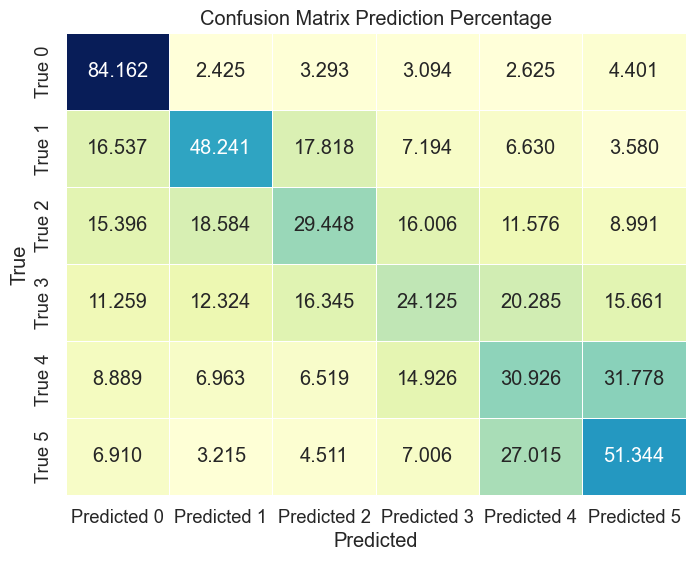 Confusion Matrix Prediction Percentage
True 0 84.162 2.425 3.293 3.094 2.625 4.401
True 1 16.537 48.241 17.818 7.194 6.630 3.580
True 2 15.396 18.584 29.448 16.006 11.576 8.991
True 3 11.259 12.324 16.345 24.125 20.285 15.661
True 4 8.889 6.963 6.519 14.926 30.926 31.778
True 5 6.910 3.215 4.511 7.006 27.015 51.344
True
Predicted 0 Predicted 1 Predicted 2 Predicted 3 Predicted 4 Predicted 5
Predicted